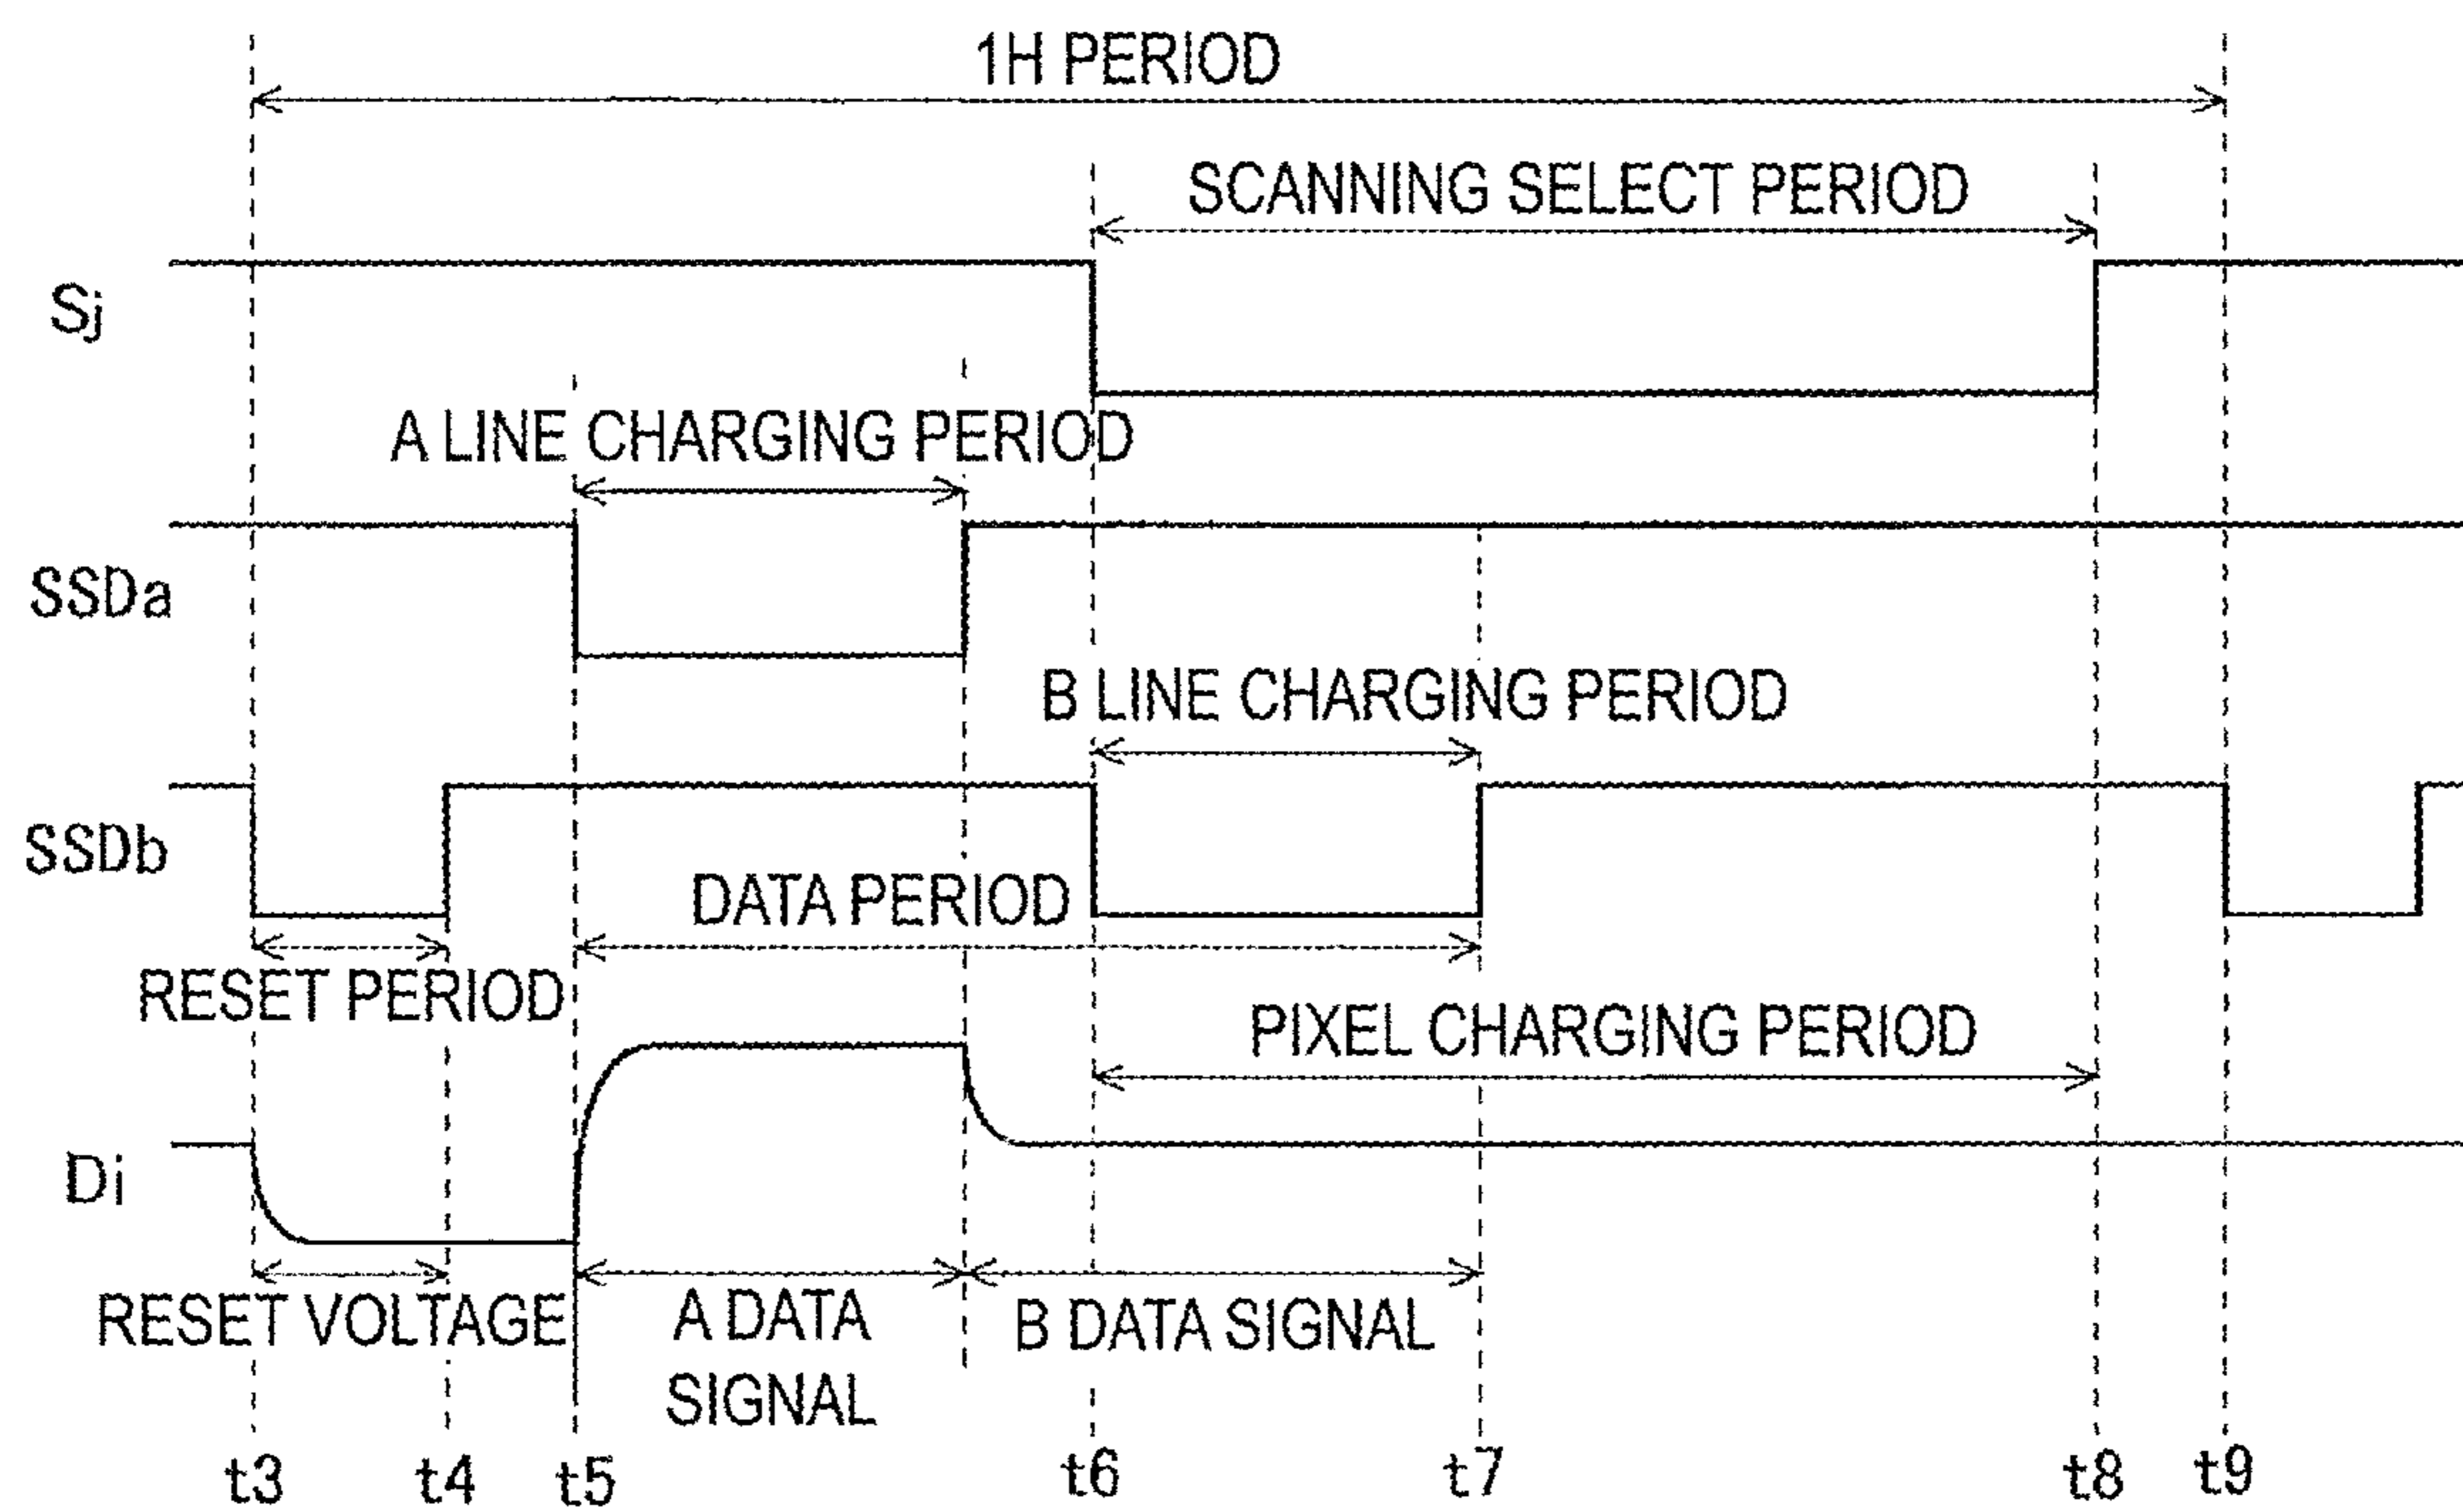 1H PERIOD
SCANNING SELECT PERIOD
Sj
A LINE CHARGING PERIOD
SSDa
B LINE CHARGING PERIOD
SSDb
DATA PERIOD
RESET PERIOD
PIXEL CHARGING PERIOD
Di
RESET VOLTAGE
A DATA
SIGNAL
B DATA SIGNAL
t3 t4 t5 t6 t7 t8 t9